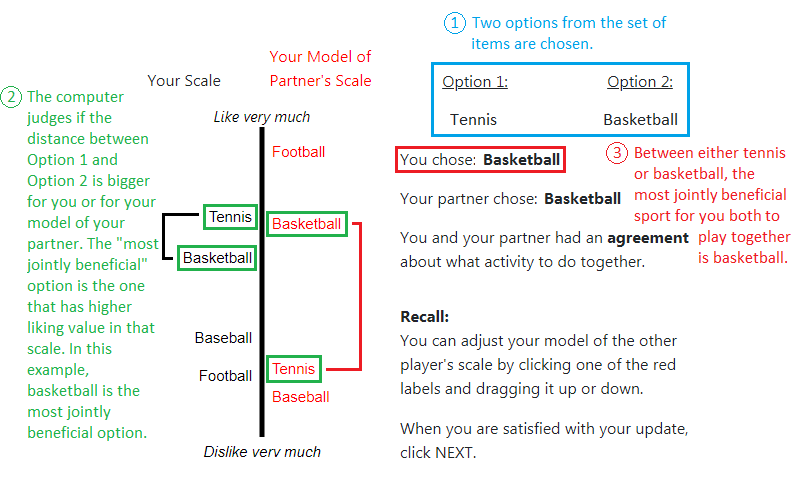 ① Two options from the set of
items are chosen.
Your Model of
Partner's Scale
Your Scale
Option 1:
Option 2:
Tennis
Basketball
② The computer
judges if the
distance between
Option 1 and
Option 2 is bigger
for you or for your
model of your
partner. The "most
jointly beneficial"
option is the one
that has higher
liking value in that
scale. In this
example,
basketball is the
most jointly
beneficial option.
Like very much
Football
Tennis
Basketball
Basketball
Baseball
Football
Tennis
Baseball
Dislike very much
You chose: Basketball
Your partner chose: Basketball
You and your partner had an agreement
about what activity to do together.
③ Between either tennis
or basketball, the
most jointly beneficial
sport for you both to
play together
is basketball.
Recall:
You can adjust your model of the other
player's scale by clicking one of the red
labels and dragging it up or down.
When you are satisfied with your update,
click NEXT.